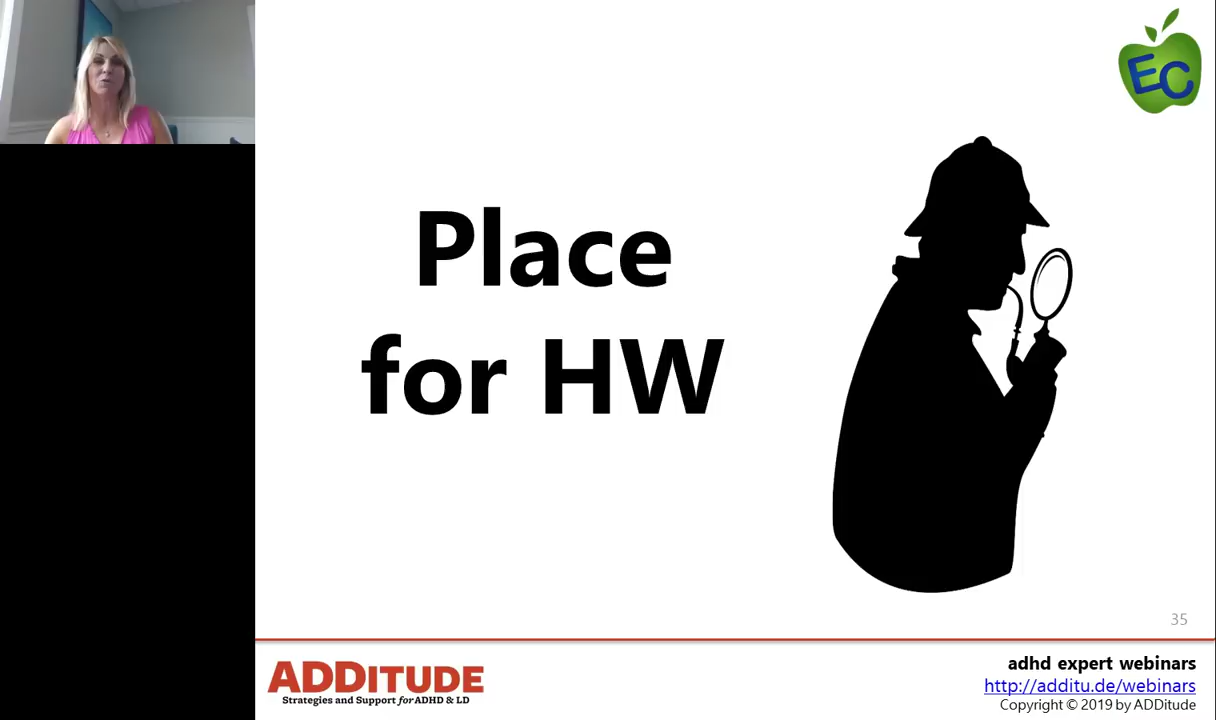 EC
Place
for HW
35
ADDITUDE
Strategies and Support for ADHD & LD
adhd expert webinars
http://additu.de/webinars
Copyright © 2019 by ADDitude